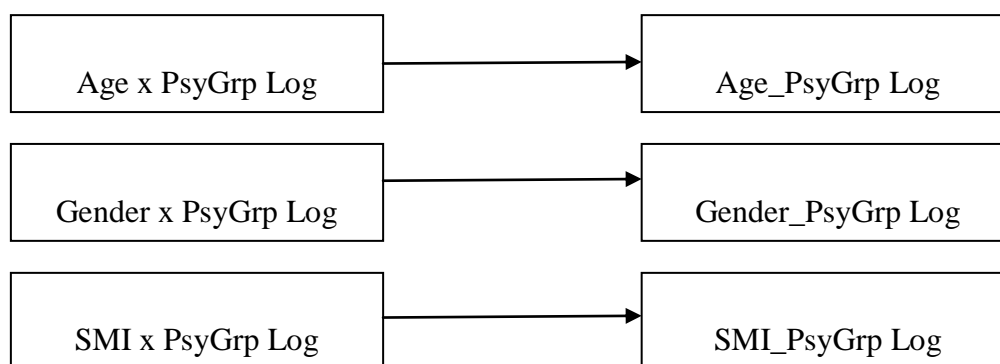 Age x PsyGrp Log
Age_PsyGrp Log
Gender x PsyGrp Log
Gender_PsyGrp Log
SMI x PsyGrp Log
SMI_PsyGrp Log